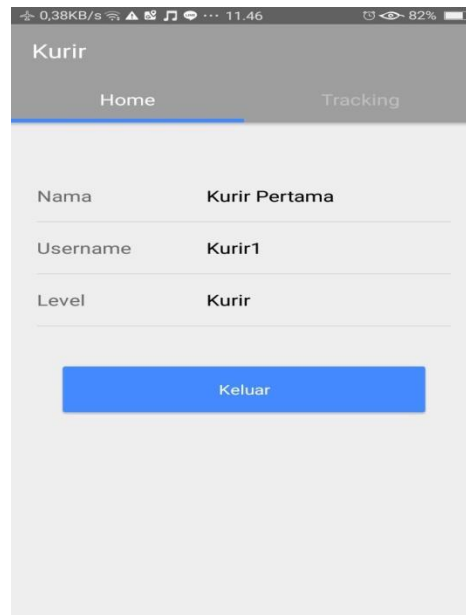 0,38KB/s ... 11.46 82%
Kurir
Home Tracking
Nama Kurir Pertama
Username Kurir1
Level Kurir
Keluar